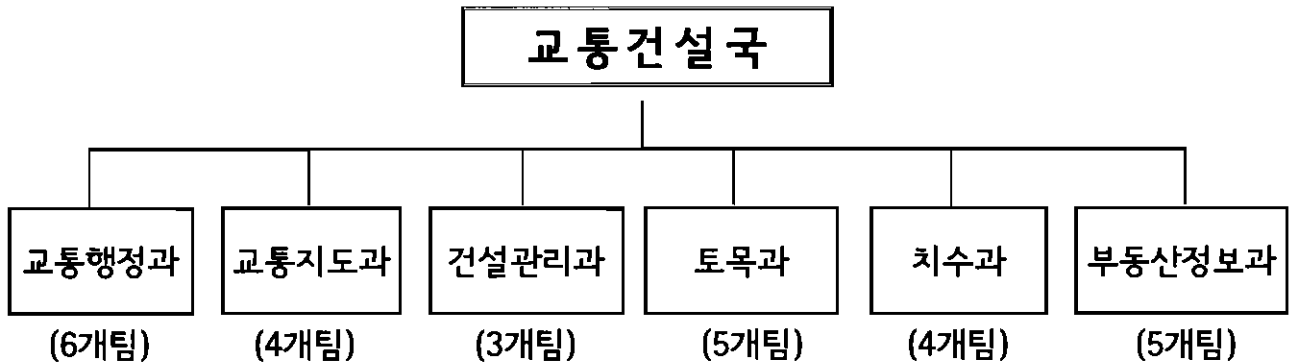 교통건설국
교통행정과 교통지도과 건설관리과 토목과 치수과 부동산정보과
(6개팀) (4개팀) (3개팀) (5개팀) (4개팀) (5개팀)